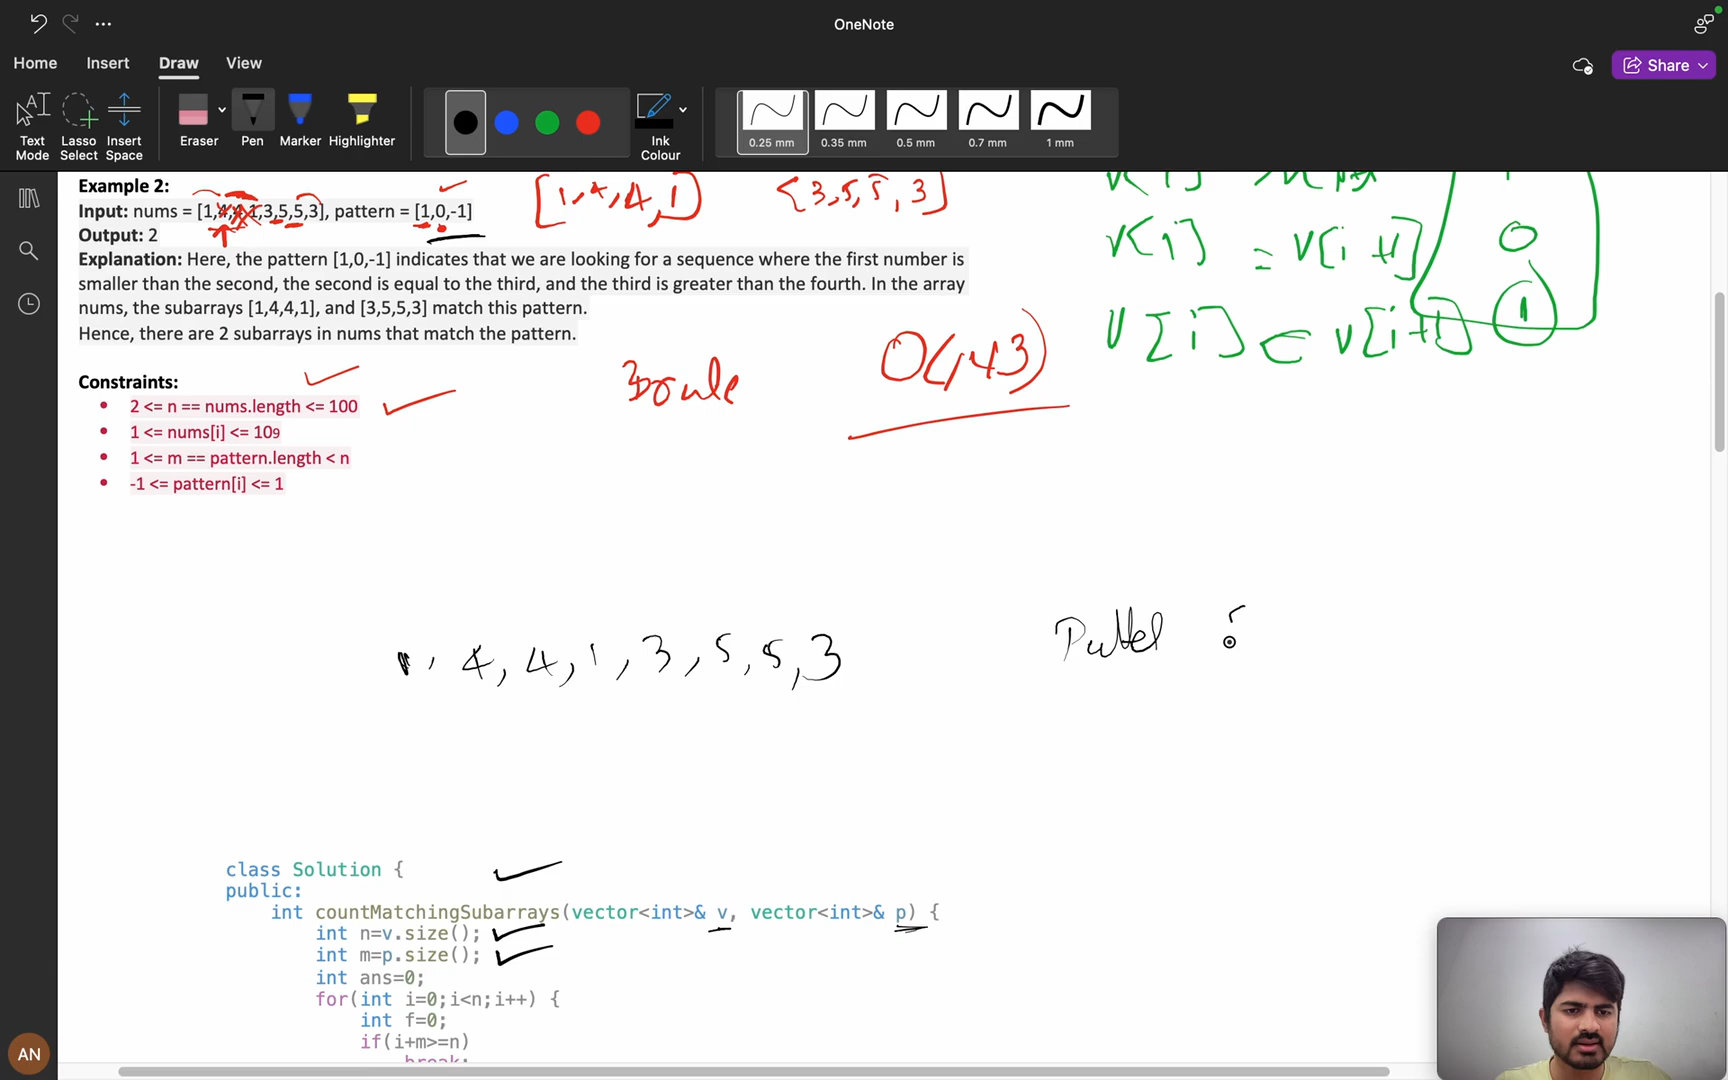 OneNote
Home Insert Draw View
Share
Text Mode
Lasso Select
Insert Space
Eraser
Pen
Marker
Highlighter
Ink Colour
0.25 mm
0.35 mm
0.5 mm
0.7 mm
1 mm
Example 2:
Input: nums = [1,4,4,1,3,5,5,3], pattern = [1,0,-1]
[1,4,4,1] {3,5,5,3]
Output: 2
Explanation: Here, the pattern [1,0,-1] indicates that we are looking for a sequence where the first number is
smaller than the second, the second is equal to the third, and the third is greater than the fourth. In the array
nums, the subarrays [1,4,4,1], and [3,5,5,3] match this pattern.
Hence, there are 2 subarrays in nums that match the pattern.
v[i] = v[i+1] 0
v[i] < v[i+1] 1
Constraints:
2 <= n == nums.length <= 100
1 <= nums[i] <= 109
1 <= m == pattern.length < n
-1 <= pattern[i] <= 1
4, 4, 1, 3, 5, 5, 3
class Solution {
public:
int countMatchingSubarrays(vector<int>& v, vector<int>& p) {
int n=v.size();
int m=p.size();
int ans=0;
for(int i=0;i<n;i++) {
int f=0;
if(i+m>=n)
break;
AN